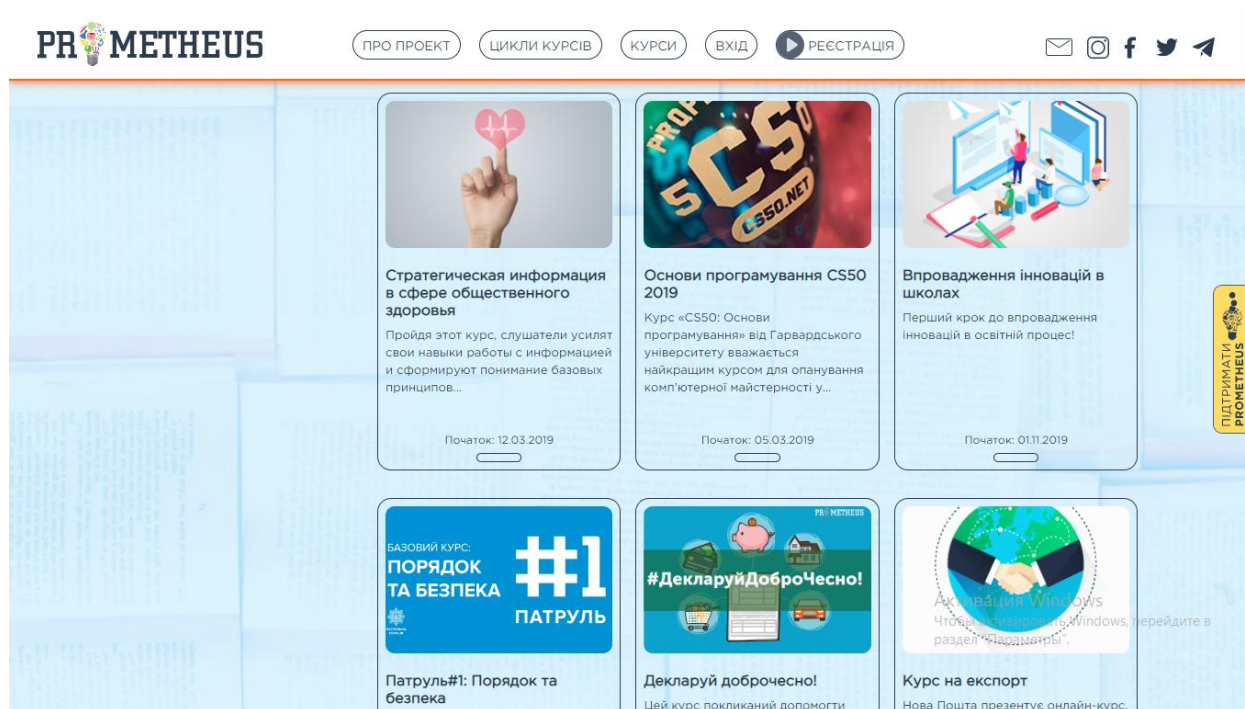 PROMETHEUS
ПРО ПРОЕКТ
ЦИКЛИ КУРСІВ
КУРСИ
ВХІД
РЕЄСТРАЦІЯ
CS50
CS50.NET
Стратегическая информация
в сфере общественного
здоровья
Пройдя этот курс, слушатели усилят
свои навыки работы с информацией
и сформируют понимание базовых
принципов...
Початок: 12.03.2019
Основи програмування CS50
2019
Курс «CS50: Основи
програмування» від Гарвардського
університету вважається
найкращим курсом для опанування
комп'ютерної майстерності у...
Початок: 05.03.2019
Впровадження інновацій в
школах
Перший крок до впровадження
інновацій в освітній процес!
Початок: 01.11.2019
ПІДТРИМАТИ
PROMETHEUS
БАЗОВИЙ КУРС:
ПОРЯДОК
ТА БЕЗПЕКА
#1
ПАТРУЛЬ
Патруль#1: Порядок та
безпека
PROMETHEUS
#ДекларуйДоброЧесно!
Декларуй доброчесно!
Цей курс покликаний допомогти
Активация Windows
Чтобы активировать Windows, перейдите в
раздел "Параметры".
Курс на експорт
Нова Пошта презентує онлайн-курс,